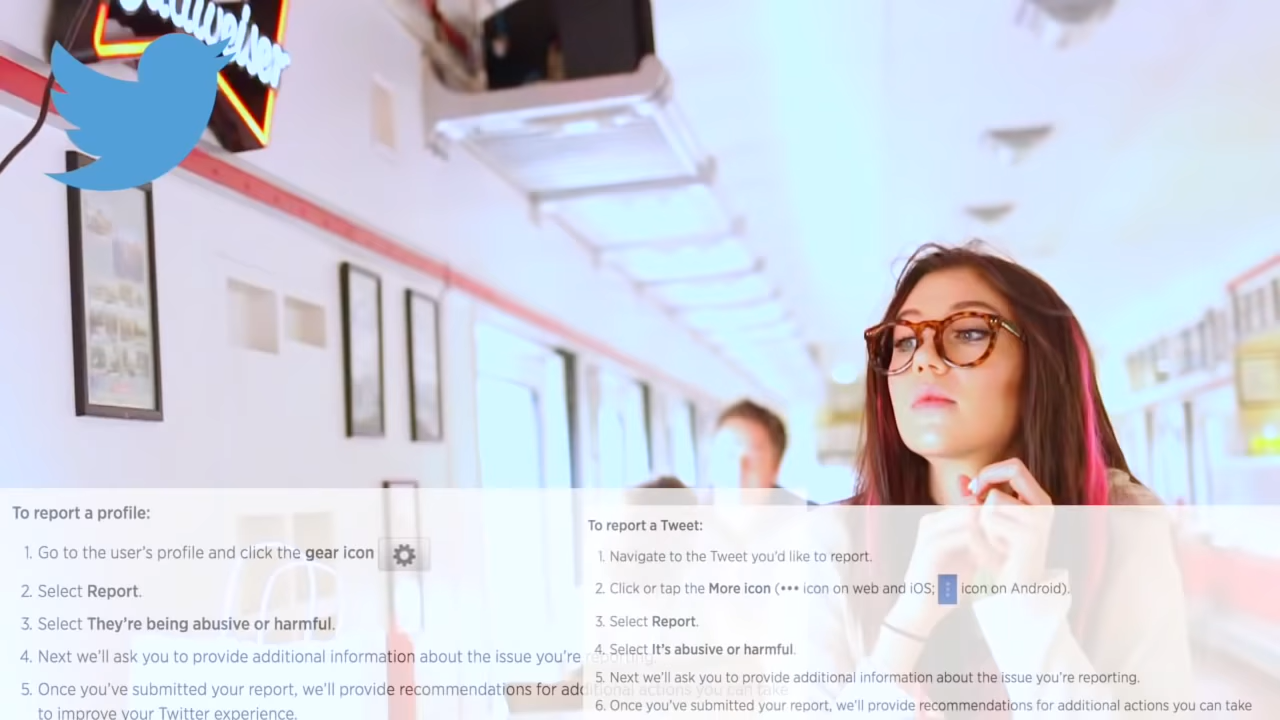 Budweiser
To report a profile:
1. Go to the user's profile and click the gear icon
2. Select Report.
3. Select They're being abusive or harmful.
4. Next we'll ask you to provide additional information about the issue you're reporting.
5. Once you've submitted your report, we'll provide recommendations for additional actions you can take
to improve your Twitter experience.
To report a Tweet:
1. Navigate to the Tweet you'd like to report.
2. Click or tap the More icon (••• icon on web and iOS; icon on Android).
3. Select Report.
4. Select It's abusive or harmful.
5. Next we'll ask you to provide additional information about the issue you're reporting.
6. Once you've submitted your report, we'll provide recommendations for additional actions you can take